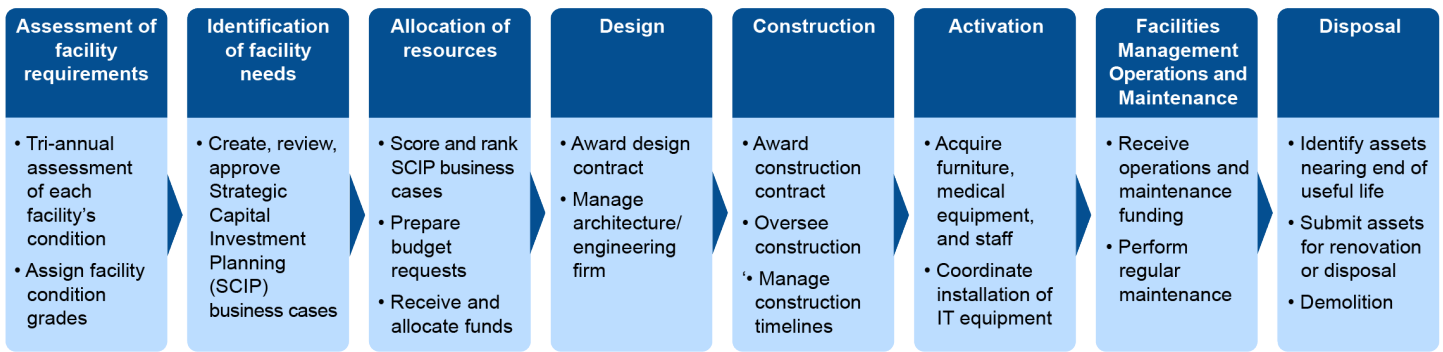 Assessment of
facility
requirements
• Tri-annual
assessment
of each
facility's
condition
• Assign facility
condition
grades
Identification
of facility
needs
• Create, review,
approve
Strategic
Capital
Investment
Planning
(SCIP)
business cases
Allocation of
resources
• Score and rank
SCIP business
cases
• Prepare
budget
requests
• Receive and
allocate funds
Design
• Award design
contract
• Manage
architecture/
engineering
firm
Construction
• Award
construction
contract
• Oversee
construction
‘• Manage
construction
timelines
Activation
• Acquire
furniture,
medical
equipment,
and staff
• Coordinate
installation of
IT equipment
Facilities
Management
Operations and
Maintenance
• Receive
operations and
maintenance
funding
• Perform
regular
maintenance
Disposal
• Identify assets
nearing end of
useful life
• Submit assets
for renovation
or disposal
• Demolition